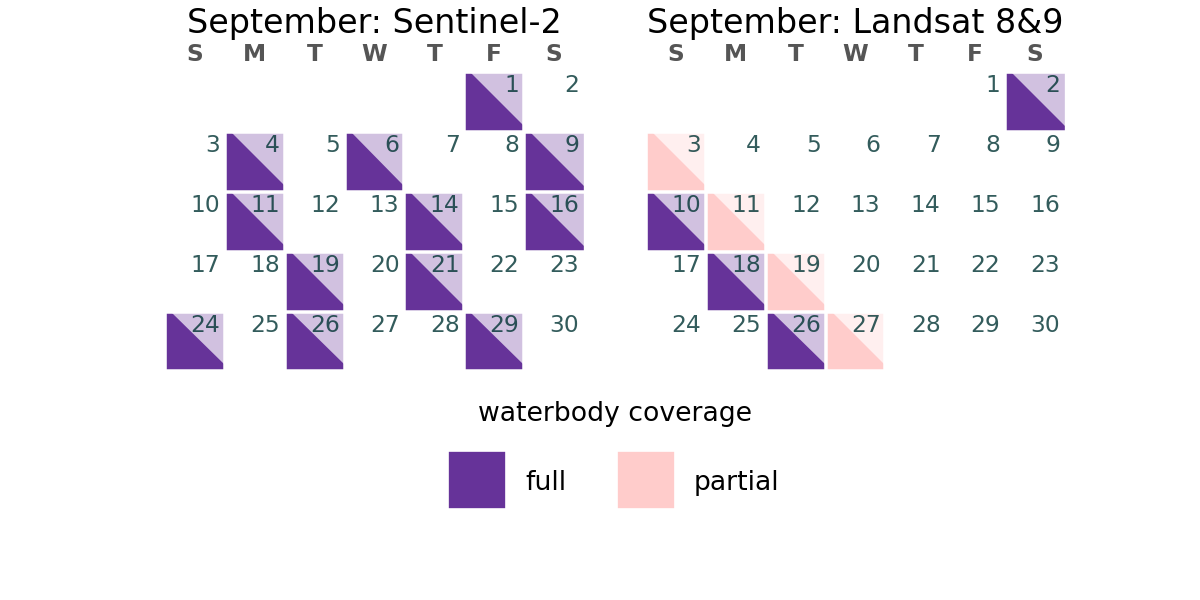 September: Sentinel-2
S M T W T F S
1 2
3 4 5 6 7 8 9
10 11 12 13 14 15 16
17 18 19 20 21 22 23
24 25 26 27 28 29 30
September: Landsat 8&9
S M T W T F S
1 2
3 4 5 6 7 8 9
10 11 12 13 14 15 16
17 18 19 20 21 22 23
24 25 26 27 28 29 30
waterbody coverage
full partial